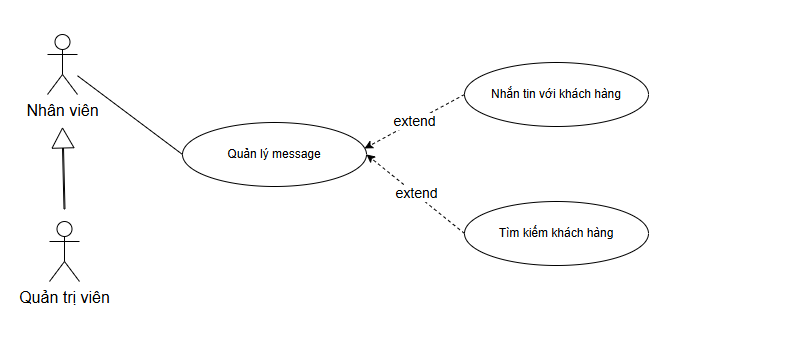 Nhân viên
Quản trị viên
Quản lý message
extend
extend
Nhắn tin với khách hàng
Tìm kiếm khách hàng